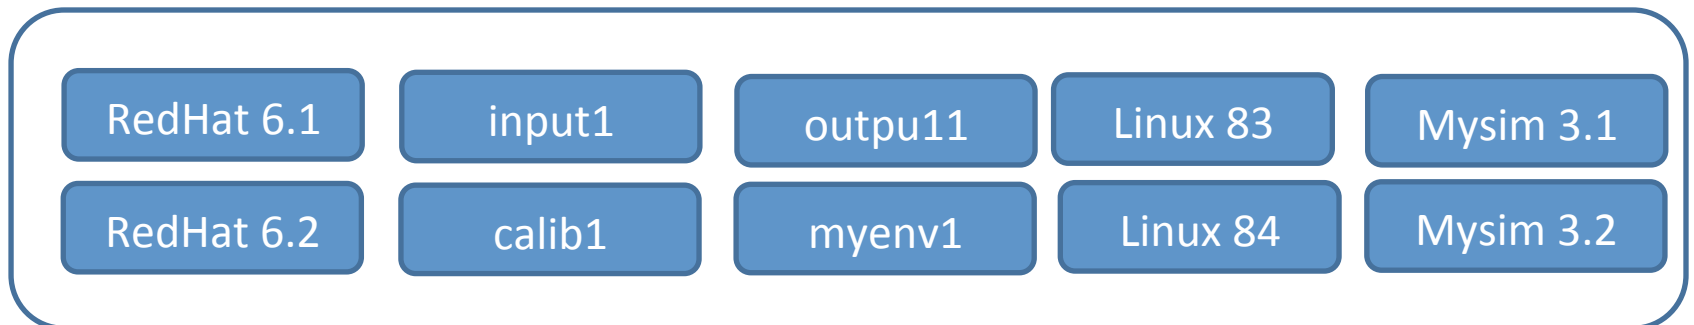 RedHat 6.1
input1
outpu11
Linux 83
Mysim 3.1
RedHat 6.2
calib1
myenv1
Linux 84
Mysim 3.2